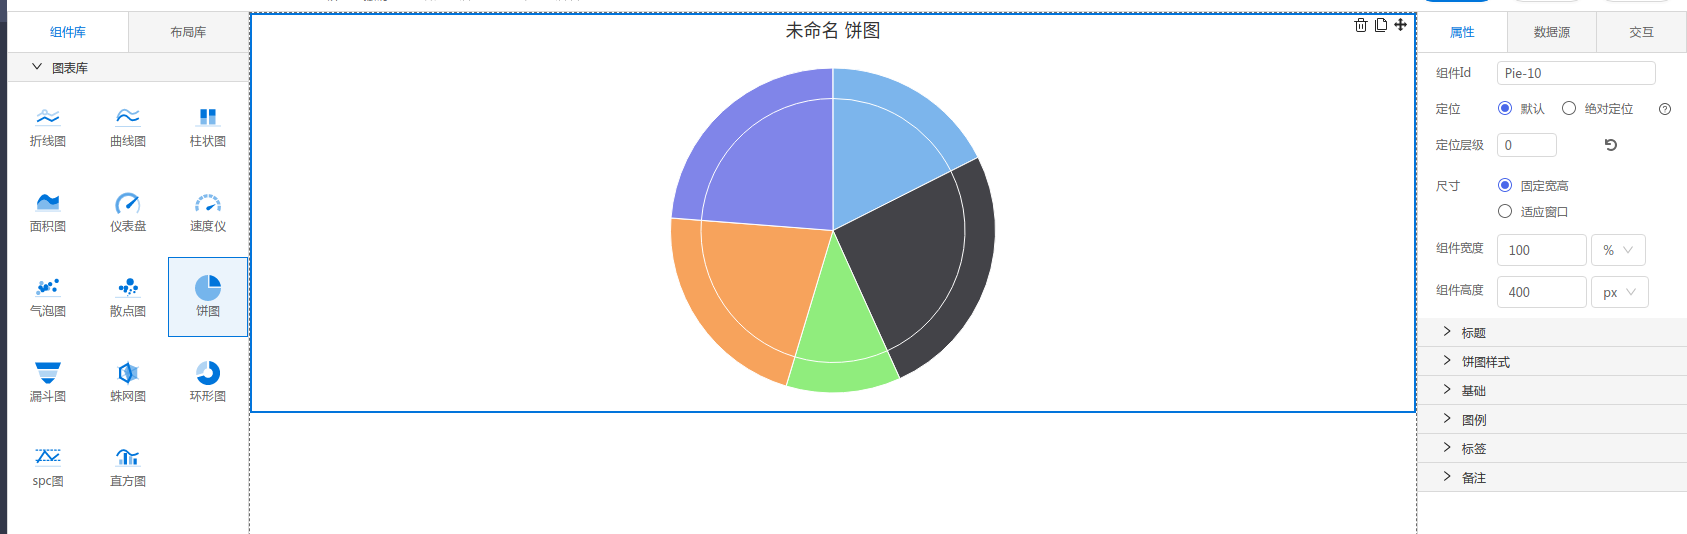 组件库
布局库
图表库
折线图
曲线图
柱状图
面积图
仪表盘
速度仪
气泡图
散点图
饼图
漏斗图
蛛网图
环形图
spc图
直方图
未命名 饼图
属性
数据源
交互
组件Id
Pie-10
定位
默认
绝对定位
定位层级
0
尺寸
固定宽高
适应窗口
组件宽度
100
%
组件高度
400
px
标题
饼图样式
基础
图例
标签
备注